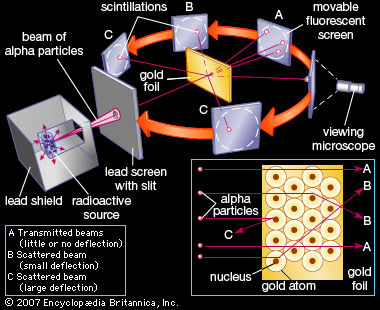 scintillations
B
A
movable
fluorescent
screen
beam of
alpha particles
C
gold
foil
C
viewing
microscope
lead screen
with slit
lead shield
radioactive
source
A Transmitted beams
(little or no deflection)
B Scattered beam
(small deflection)
C Scattered beam
(large deflection)
A
B
alpha
particles
B
C
A
nucleus
gold atom
gold
foil
© 2007 Encyclopædia Britannica, Inc.